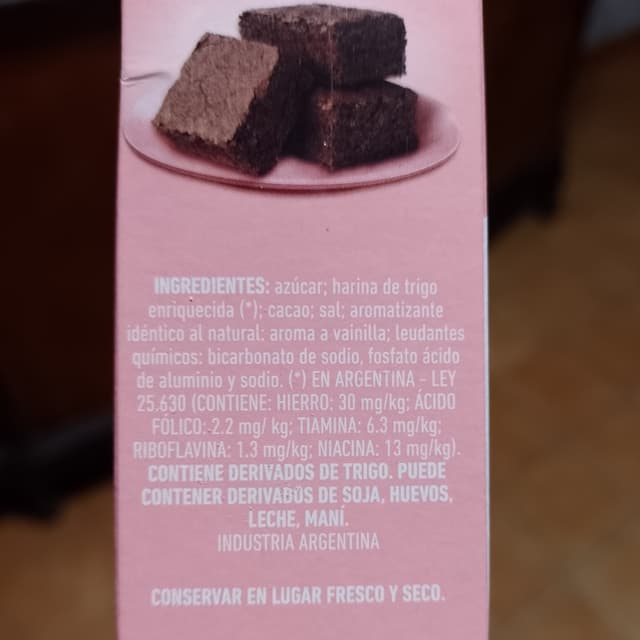 INGREDIENTES: azúcar; harina de trigo
enriquecida (*); cacao; sal; aromatizante
idéntico al natural: aroma a vainilla; leudantes
químicos: bicarbonato de sodio, fosfato ácido
de aluminio y sodio. (*) EN ARGENTINA - LEY
25.630 (CONTIENE: HIERRO: 30 mg/kg; ÁCIDO
FÓLICO: 2.2 mg/ kg; TIAMINA: 6.3 mg/kg;
RIBOFLAVINA: 1.3 mg/kg; NIACINA: 13 mg/kg).
CONTIENE DERIVADOS DE TRIGO. PUEDE
CONTENER DERIVADOS DE SOJA, HUEVOS,
LECHE, MANÍ.
INDUSTRIA ARGENTINA
CONSERVAR EN LUGAR FRESCO Y SECO.